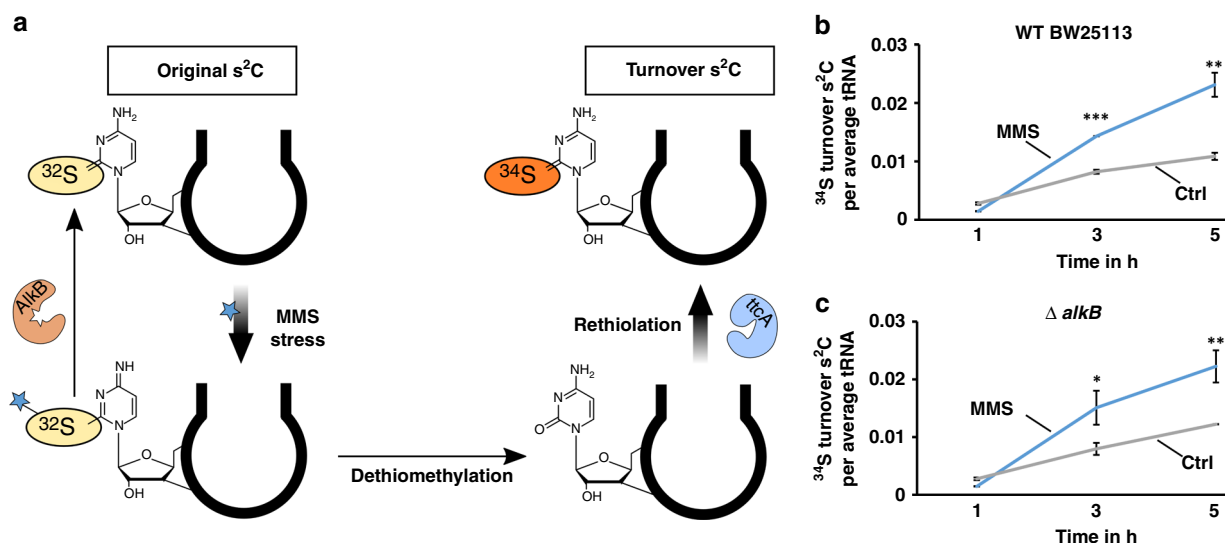 a
Original s²C
Turnover s²C
NH₂
N
³²S
N
O
OH
NH₂
N
³⁴S
N
O
OH
AlkB
MMS
stress
Rethiolation
ttcA
NH
N
³²S
N
O
OH
Dethiomethylation
NH₂
N
O
N
O
OH
b
WT BW25113
³⁴S turnover s²C
per average tRNA
0.03
0.02
0.01
0
MMS
***
**
Ctrl
1 3 5
Time in h
c
Δ alkB
³⁴S turnover s²C
per average tRNA
0.03
0.02
0.01
0
MMS
*
**
Ctrl
1 3 5
Time in h